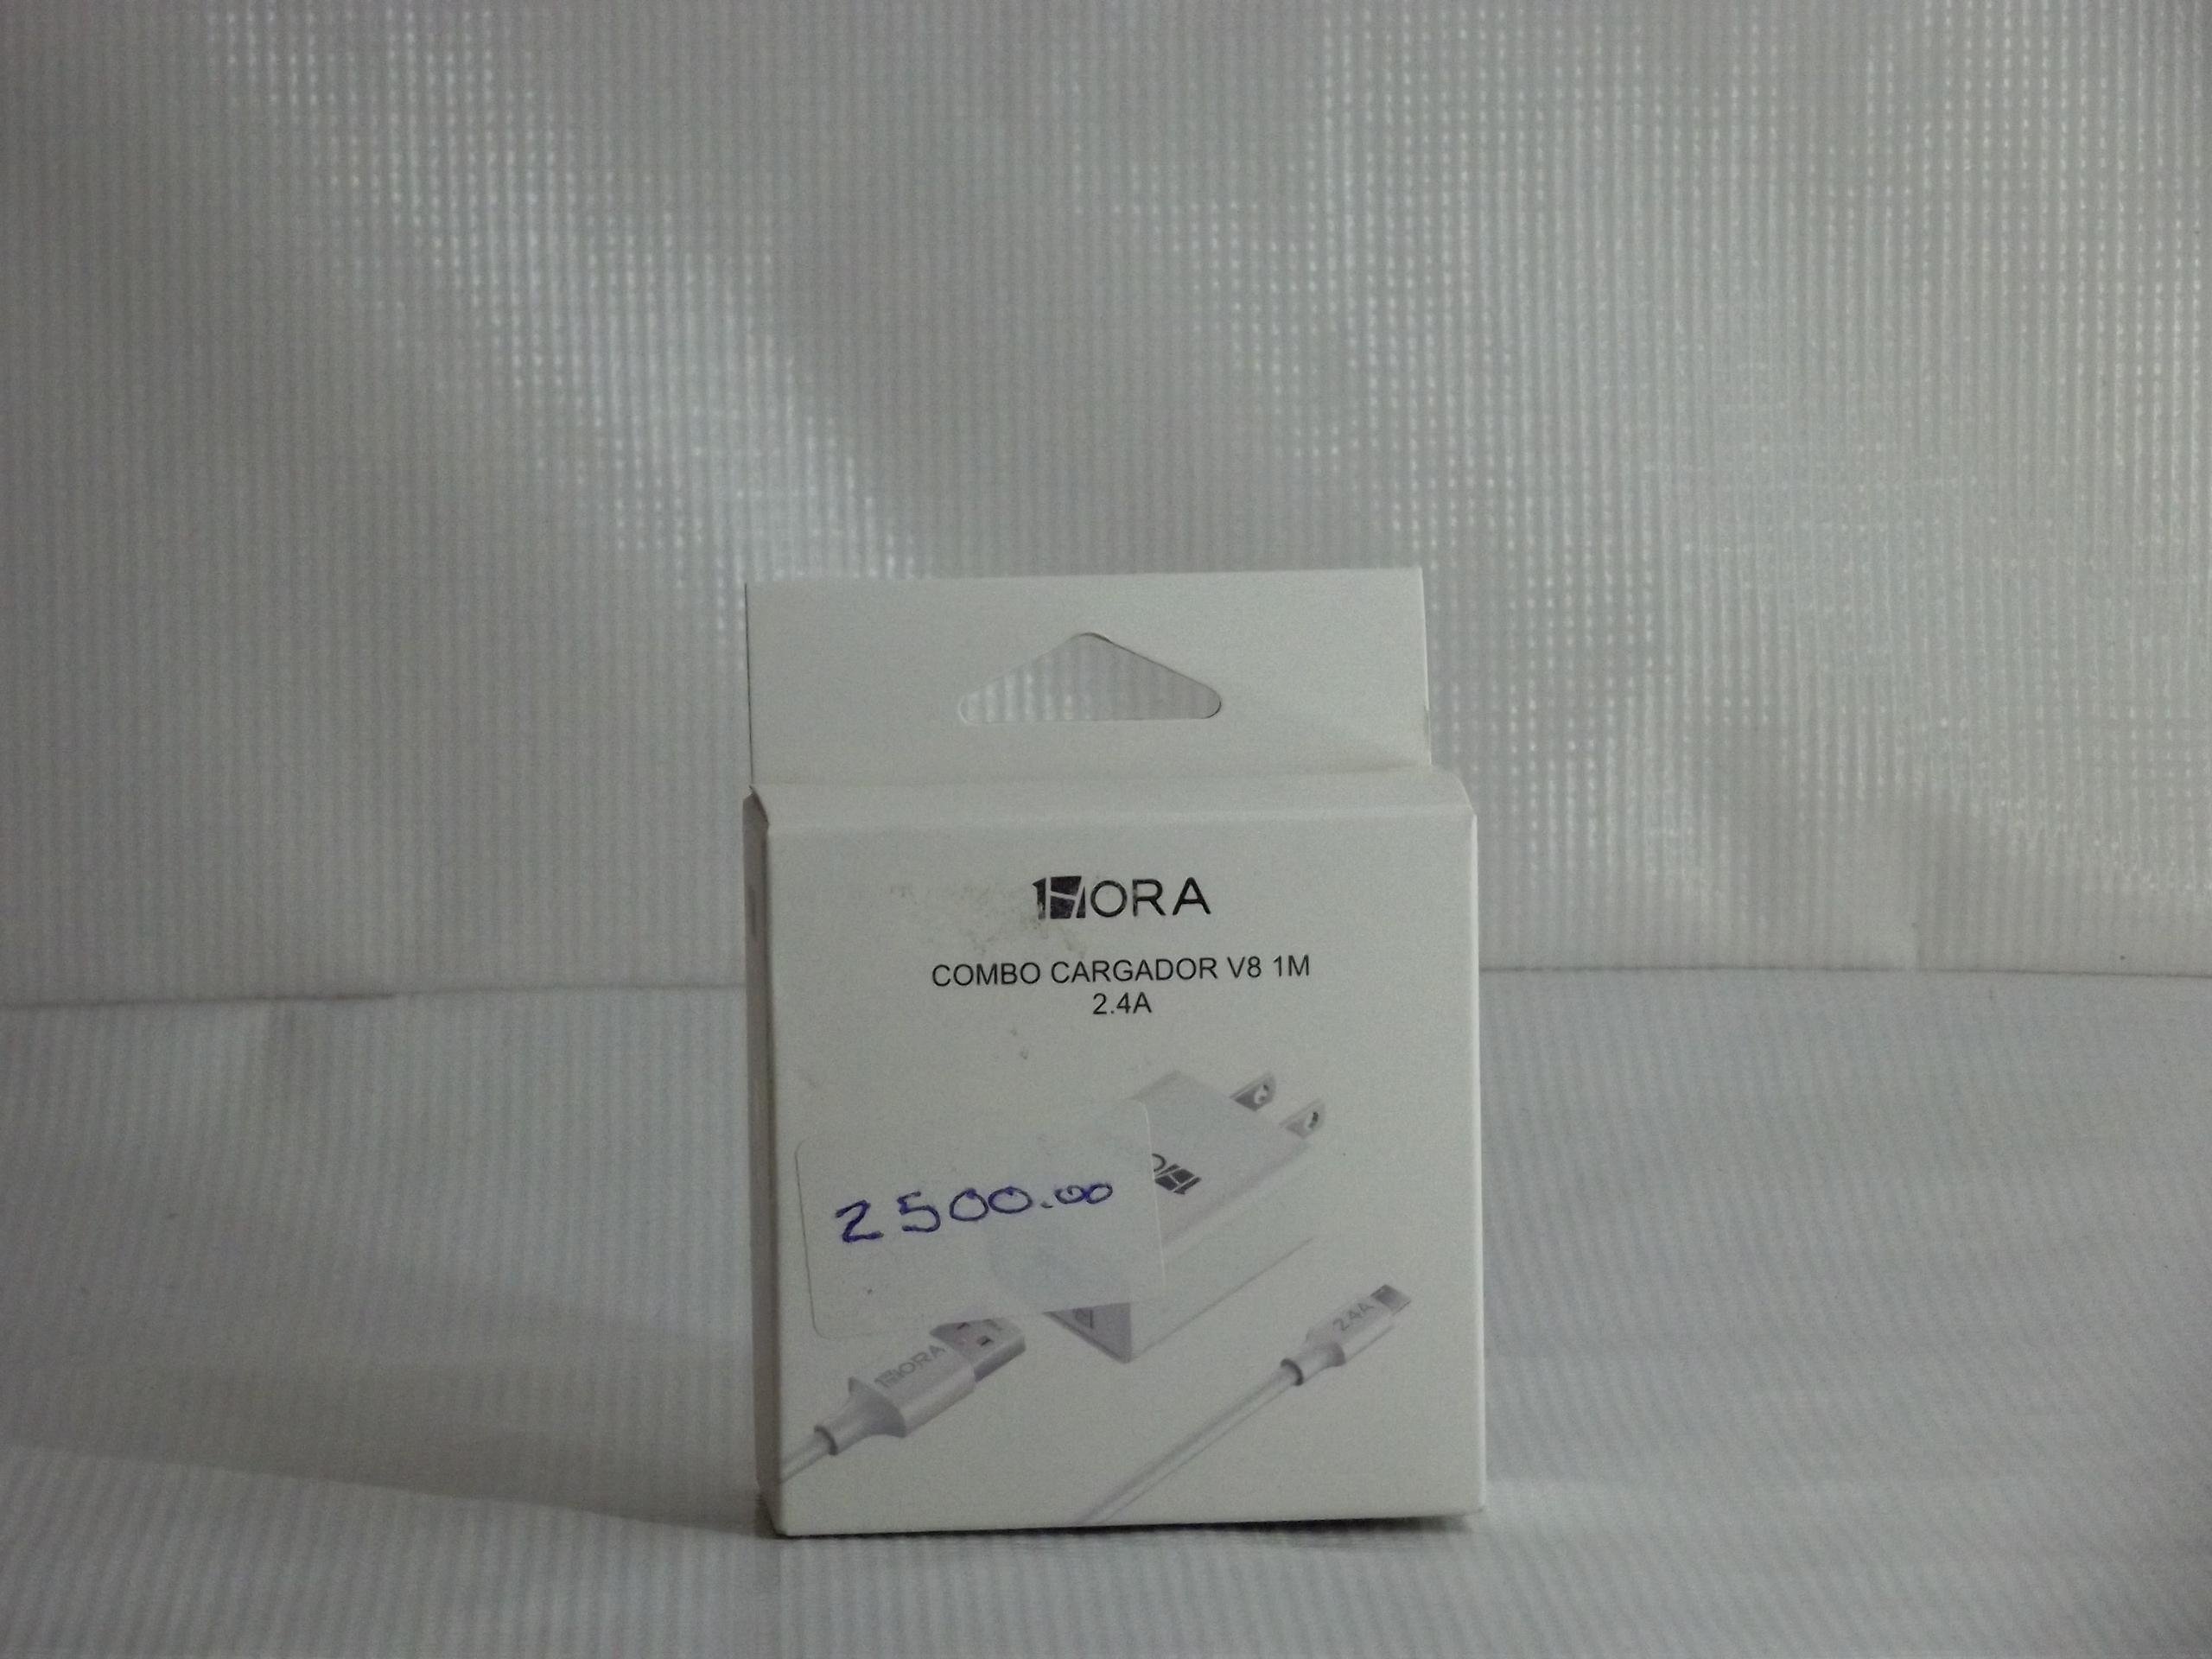 1HORA
COMBO CARGADOR V8 1M
2.4A
2500.00
1HORA
2.4A